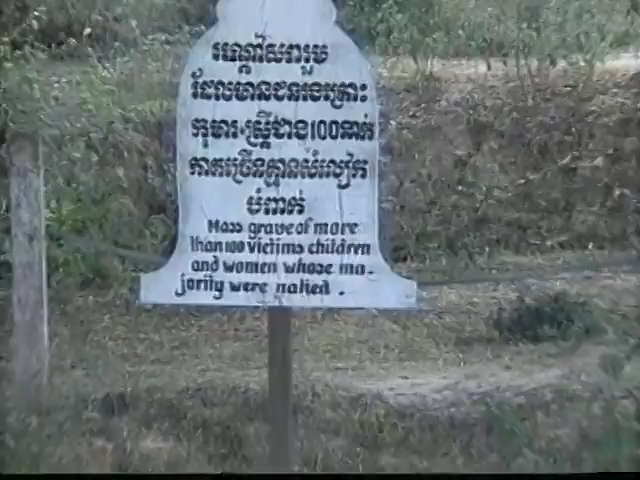 រណ្តៅសពរួម
ដែលមានជនរងគ្រោះ
កុមារ.ស្ត្រីជាង100នាក់
ភាគច្រើនគ្មានសំលៀក
បំពាក់
Mass grave of more
than 100 victims children
and women whose ma-
jority were naked .